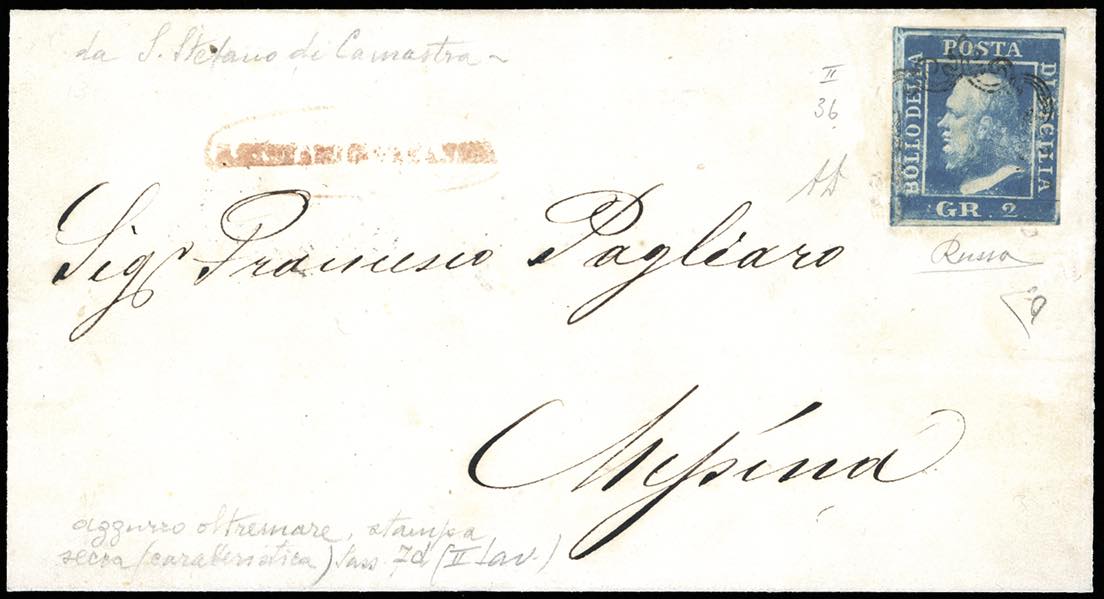 da S. Stefano di Camastra
II
36
POSTA
BOLLO DELLA
DI SICILIA
GR. 2
Russo
Sigr Francesco Pagliaro
Messina
azzurro oltremare, stampa
secca (caratteristica) Sass 7d (II tav.)